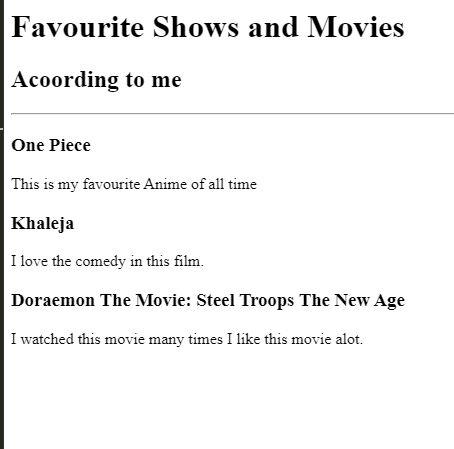 Favourite Shows and Movies
Acoording to me
One Piece
This is my favourite Anime of all time
Khaleja
I love the comedy in this film.
Doraemon The Movie: Steel Troops The New Age
I watched this movie many times I like this movie alot.